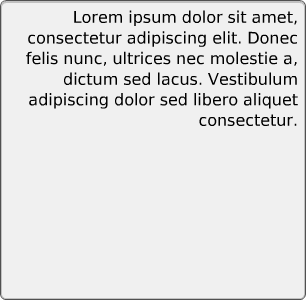 Lorem ipsum dolor sit amet,
consectetur adipiscing elit. Donec
felis nunc, ultrices nec molestie a,
dictum sed lacus. Vestibulum
adipiscing dolor sed libero aliquet
consectetur.